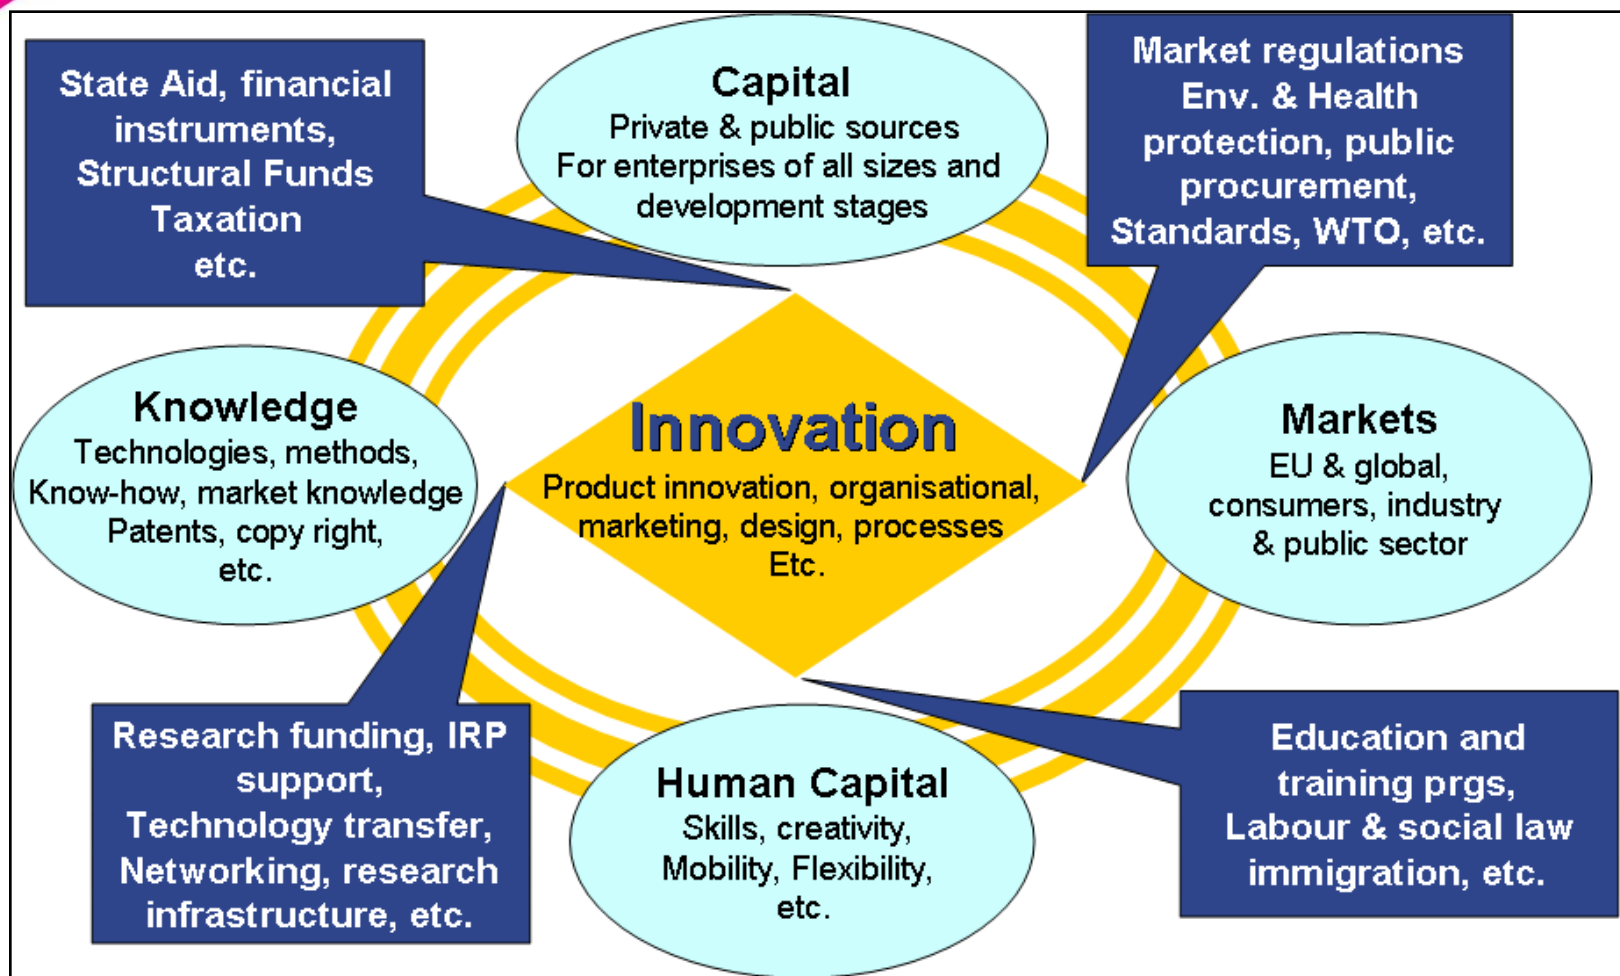 State Aid, financial
instruments,
Structural Funds
Taxation
etc.
Capital
Private & public sources
For enterprises of all sizes and
development stages
Market regulations
Env. & Health
protection, public
procurement,
Standards, WTO, etc.
Knowledge
Technologies, methods,
Know-how, market knowledge
Patents, copy right,
etc.
Innovation
Product innovation, organisational,
marketing, design, processes
Etc.
Markets
EU & global,
consumers, industry
& public sector
Research funding, IRP
support,
Technology transfer,
Networking, research
infrastructure, etc.
Human Capital
Skills, creativity,
Mobility, Flexibility,
etc.
Education and
training prgs,
Labour & social law
immigration, etc.